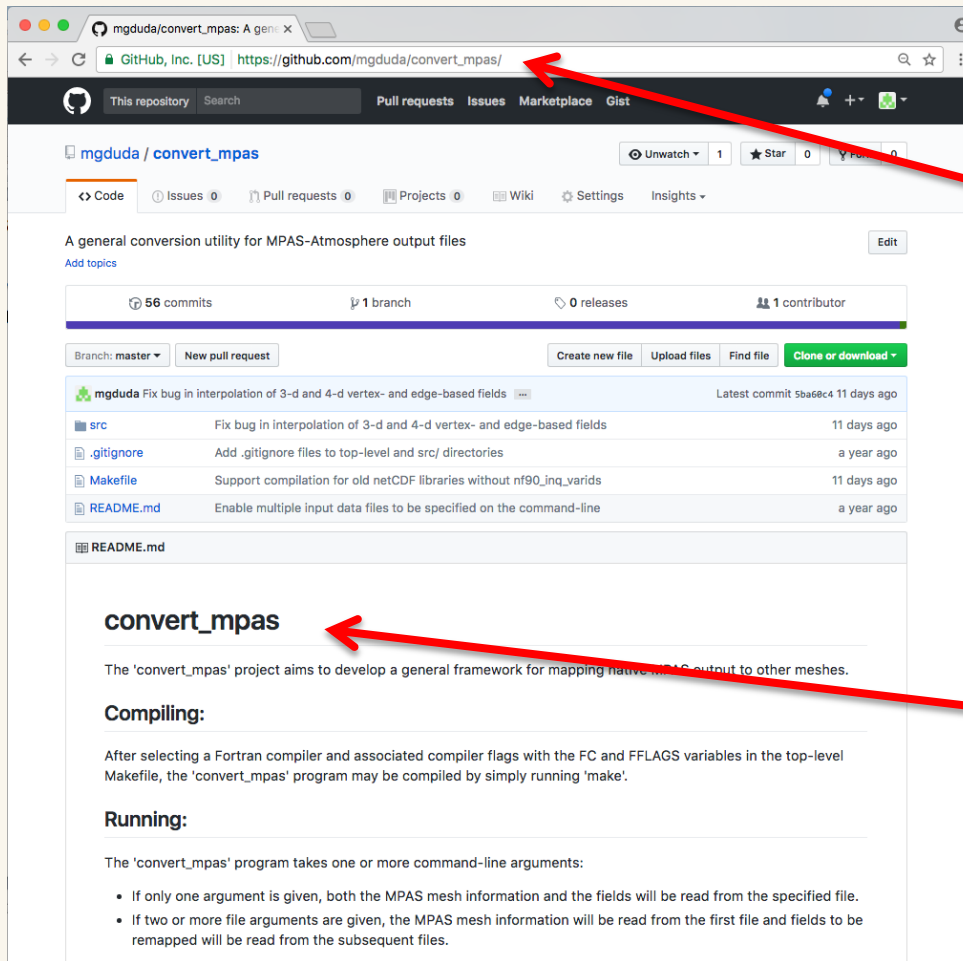 mgduda/convert_mpas: A gene
GitHub, Inc. [US] https://github.com/mgduda/convert_mpas/
This repository Search Pull requests Issues Marketplace Gist
mgduda / convert_mpas
Unwatch 1 Star 0 0
Code Issues 0 Pull requests 0 Projects 0 Wiki Settings Insights
A general conversion utility for MPAS-Atmosphere output files
Edit
Add topics
56 commits 1 branch 0 releases 1 contributor
Branch: master New pull request Create new file Upload files Find file Clone or download
mgduda Fix bug in interpolation of 3-d and 4-d vertex- and edge-based fields ... Latest commit 5ba60c4 11 days ago
src Fix bug in interpolation of 3-d and 4-d vertex- and edge-based fields 11 days ago
.gitignore Add .gitignore files to top-level and src/ directories a year ago
Makefile Support compilation for old netCDF libraries without nf90_inq_varids 11 days ago
README.md Enable multiple input data files to be specified on the command-line a year ago
README.md
convert_mpas
The 'convert_mpas' project aims to develop a general framework for mapping native MPAS output to other meshes.
Compiling:
After selecting a Fortran compiler and associated compiler flags with the FC and FFLAGS variables in the top-level
Makefile, the 'convert_mpas' program may be compiled by simply running 'make'.
Running:
The 'convert_mpas' program takes one or more command-line arguments:
• If only one argument is given, both the MPAS mesh information and the fields will be read from the specified file.
• If two or more file arguments are given, the MPAS mesh information will be read from the first file and fields to be
remapped will be read from the subsequent files.